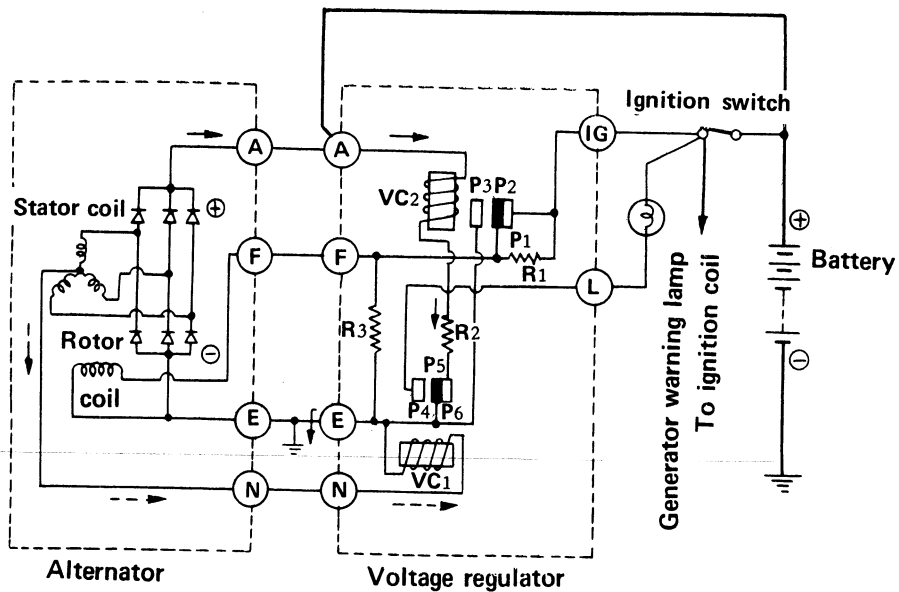 Ignition switch
A
A
IG
P3 P2
VC2
Stator coil
⊕
P1
R1
⊕
F
F
L
Battery
R3
R2
Rotor
⊖
P5
⊖
coil
P4
P6
E
E
VC1
N
N
Generator warning lamp
To ignition coil
Alternator
Voltage regulator